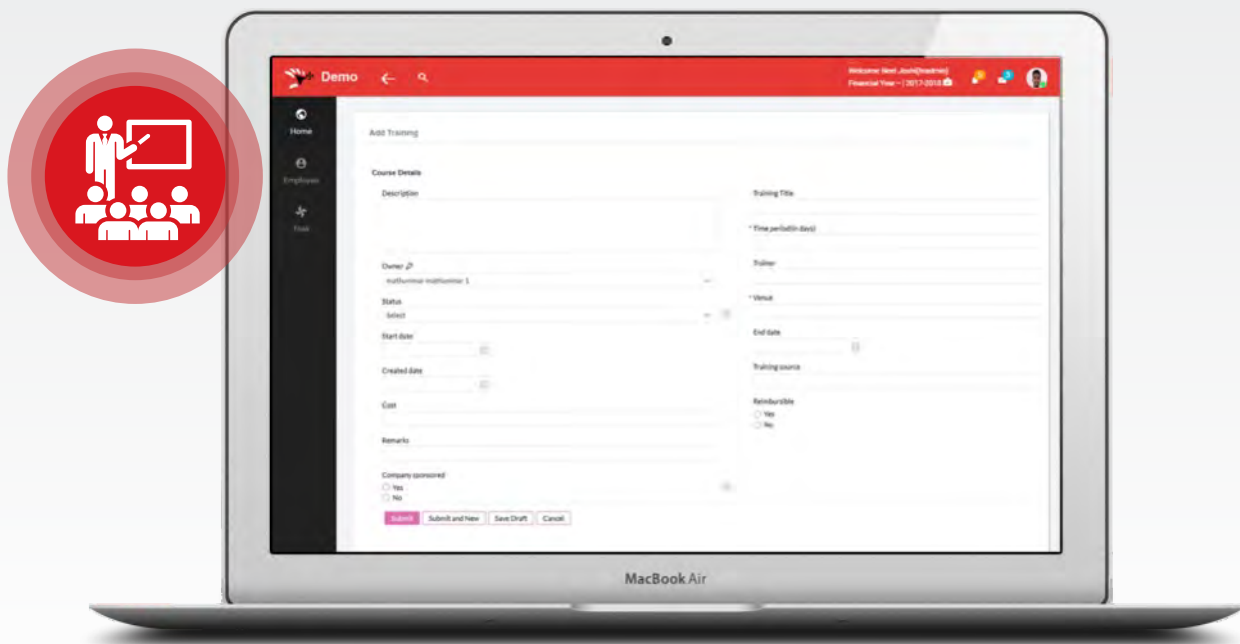 Demo
Welcome
Financial Year - | 2017-2018
Home
Employee
Add Training
Course Details
Description
Training Title
* Time period(in days)
Owner
Trainer
Status
Select
* Venue
Start date
End date
Created date
Training source
Cost
Reimbursible
Yes
No
Remarks
Company sponsored
Yes
No
Submit
Submit and New
Save Draft
Cancel
MacBook Air